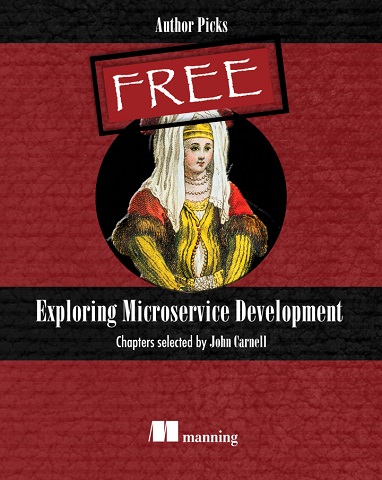 Author Picks
FREE
Exploring Microservice Development
Chapters selected by John Carnell
manning